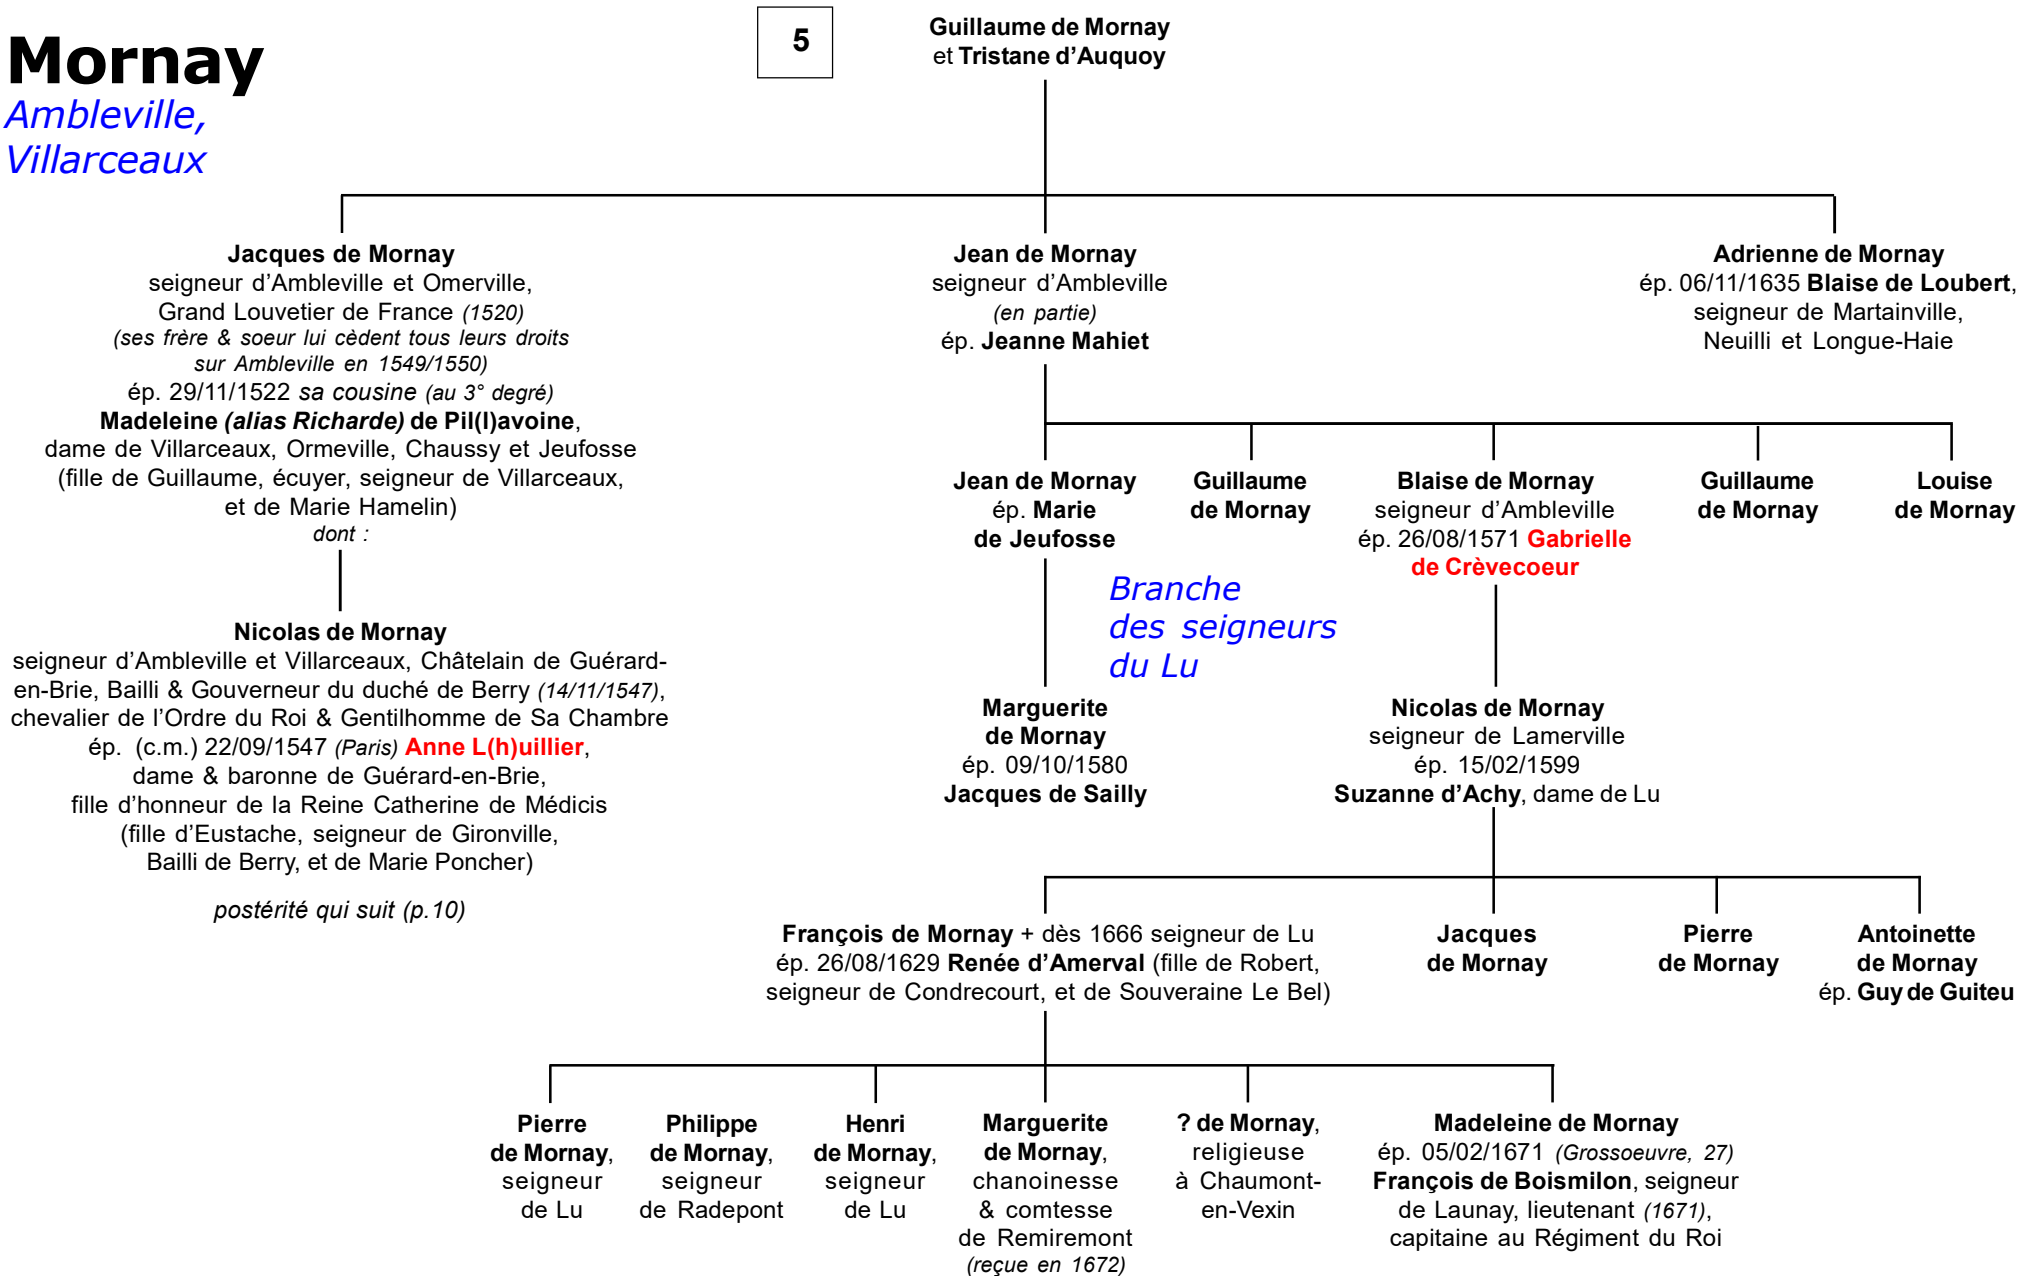 Mornay
Ambleville,
Villarceaux
5
Guillaume de Mornay
et Tristane d’Auquoy
Jacques de Mornay
seigneur d’Ambleville et Omerville,
Grand Louvetier de France (1520)
(ses frère & soeur lui cèdent tous leurs droits
sur Ambleville en 1549/1550)
ép. 29/11/1522 sa cousine (au 3° degré)
Madeleine (alias Richarde) de Pil(l)avoine,
dame de Villarceaux, Ormeville, Chaussy et Jeufosse
(fille de Guillaume, écuyer, seigneur de Villarceaux,
et de Marie Hamelin)
dont :
Jean de Mornay
seigneur d’Ambleville
(en partie)
ép. Jeanne Mahiet
Adrienne de Mornay
ép. 06/11/1635 Blaise de Loubert,
seigneur de Martainville,
Neuilli et Longue-Haie
Jean de Mornay
ép. Marie
de Jeufosse
Guillaume
de Mornay
Blaise de Mornay
seigneur d’Ambleville
ép. 26/08/1571 Gabrielle
de Crèvecoeur
Guillaume
de Mornay
Louise
de Mornay
Branche
des seigneurs
du Lu
Nicolas de Mornay
seigneur d’Ambleville et Villarceaux, Châtelain de Guérard-
en-Brie, Bailli & Gouverneur du duché de Berry (14/11/1547),
chevalier de l’Ordre du Roi & Gentilhomme de Sa Chambre
ép. (c.m.) 22/09/1547 (Paris) Anne L(h)uillier,
dame & baronne de Guérard-en-Brie,
fille d’honneur de la Reine Catherine de Médicis
(fille d’Eustache, seigneur de Gironville,
Bailli de Berry, et de Marie Poncher)
postérité qui suit (p.10)
Marguerite
de Mornay
ép. 09/10/1580
Jacques de Sailly
Nicolas de Mornay
seigneur de Lamerville
ép. 15/02/1599
Suzanne d’Achy, dame de Lu
François de Mornay + dès 1666 seigneur de Lu
ép. 26/08/1629 Renée d’Amerval (fille de Robert,
seigneur de Condrecourt, et de Souveraine Le Bel)
Jacques
de Mornay
Pierre
de Mornay
Antoinette
de Mornay
ép. Guy de Guiteu
Pierre
de Mornay,
seigneur
de Lu
Philippe
de Mornay,
seigneur
de Radepont
Henri
de Mornay,
seigneur
de Lu
Marguerite
de Mornay,
chanoinesse
& comtesse
de Remiremont
(reçue en 1672)
? de Mornay,
religieuse
à Chaumont-
en-Vexin
Madeleine de Mornay
ép. 05/02/1671 (Grossoeuvre, 27)
François de Boismilon, seigneur
de Launay, lieutenant (1671),
capitaine au Régiment du Roi